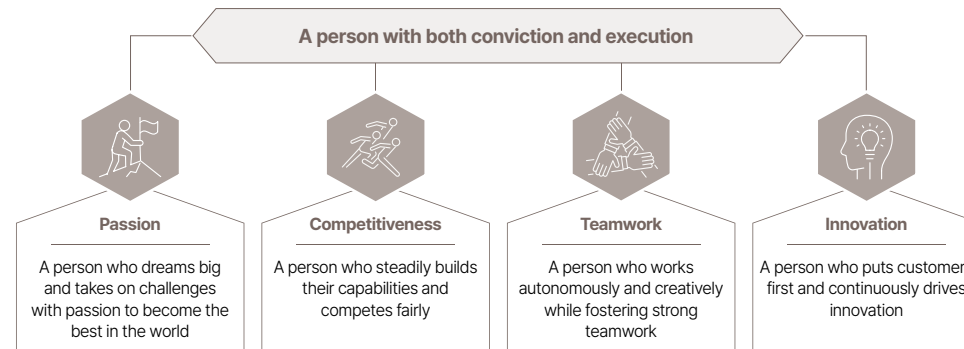 A person with both conviction and execution
Passion
A person who dreams big
and takes on challenges
with passion to become the
best in the world
Competitiveness
A person who steadily builds
their capabilities and
competes fairly
Teamwork
A person who works
autonomously and creatively
while fostering strong
teamwork
Innovation
A person who puts customer
first and continuously drives
innovation